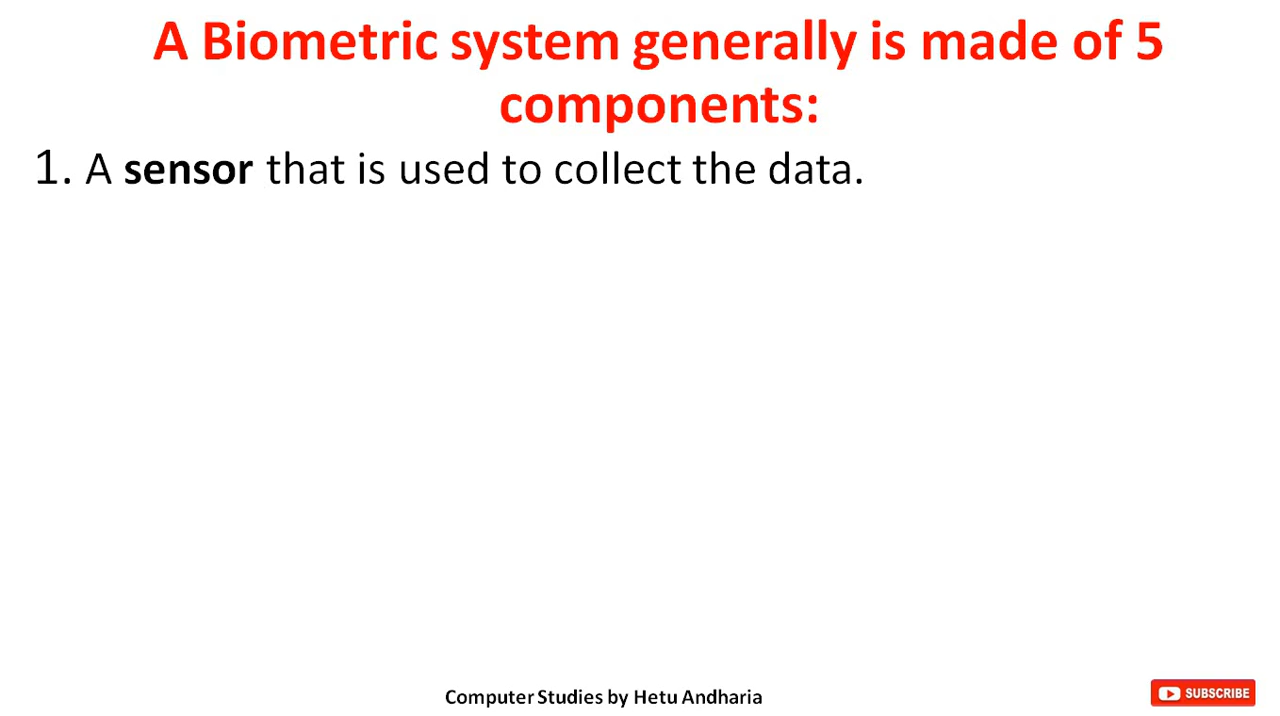 A Biometric system generally is made of 5
components:
1. A sensor that is used to collect the data.
Computer Studies by Hetu Andharia
SUBSCRIBE